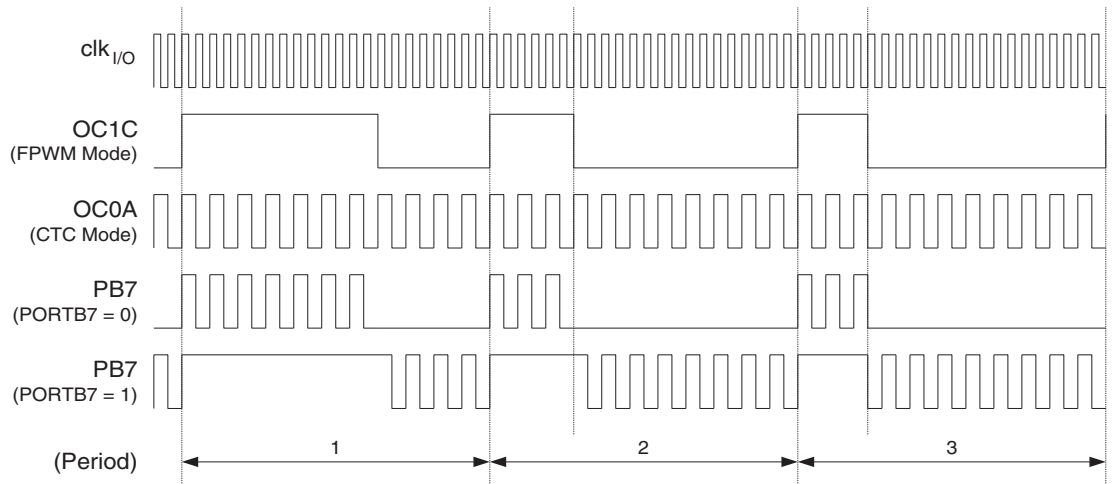 clk I/O
OC1C
(FPWM Mode)
OC0A
(CTC Mode)
PB7
(PORTB7 = 0)
PB7
(PORTB7 = 1)
(Period)
1
2
3